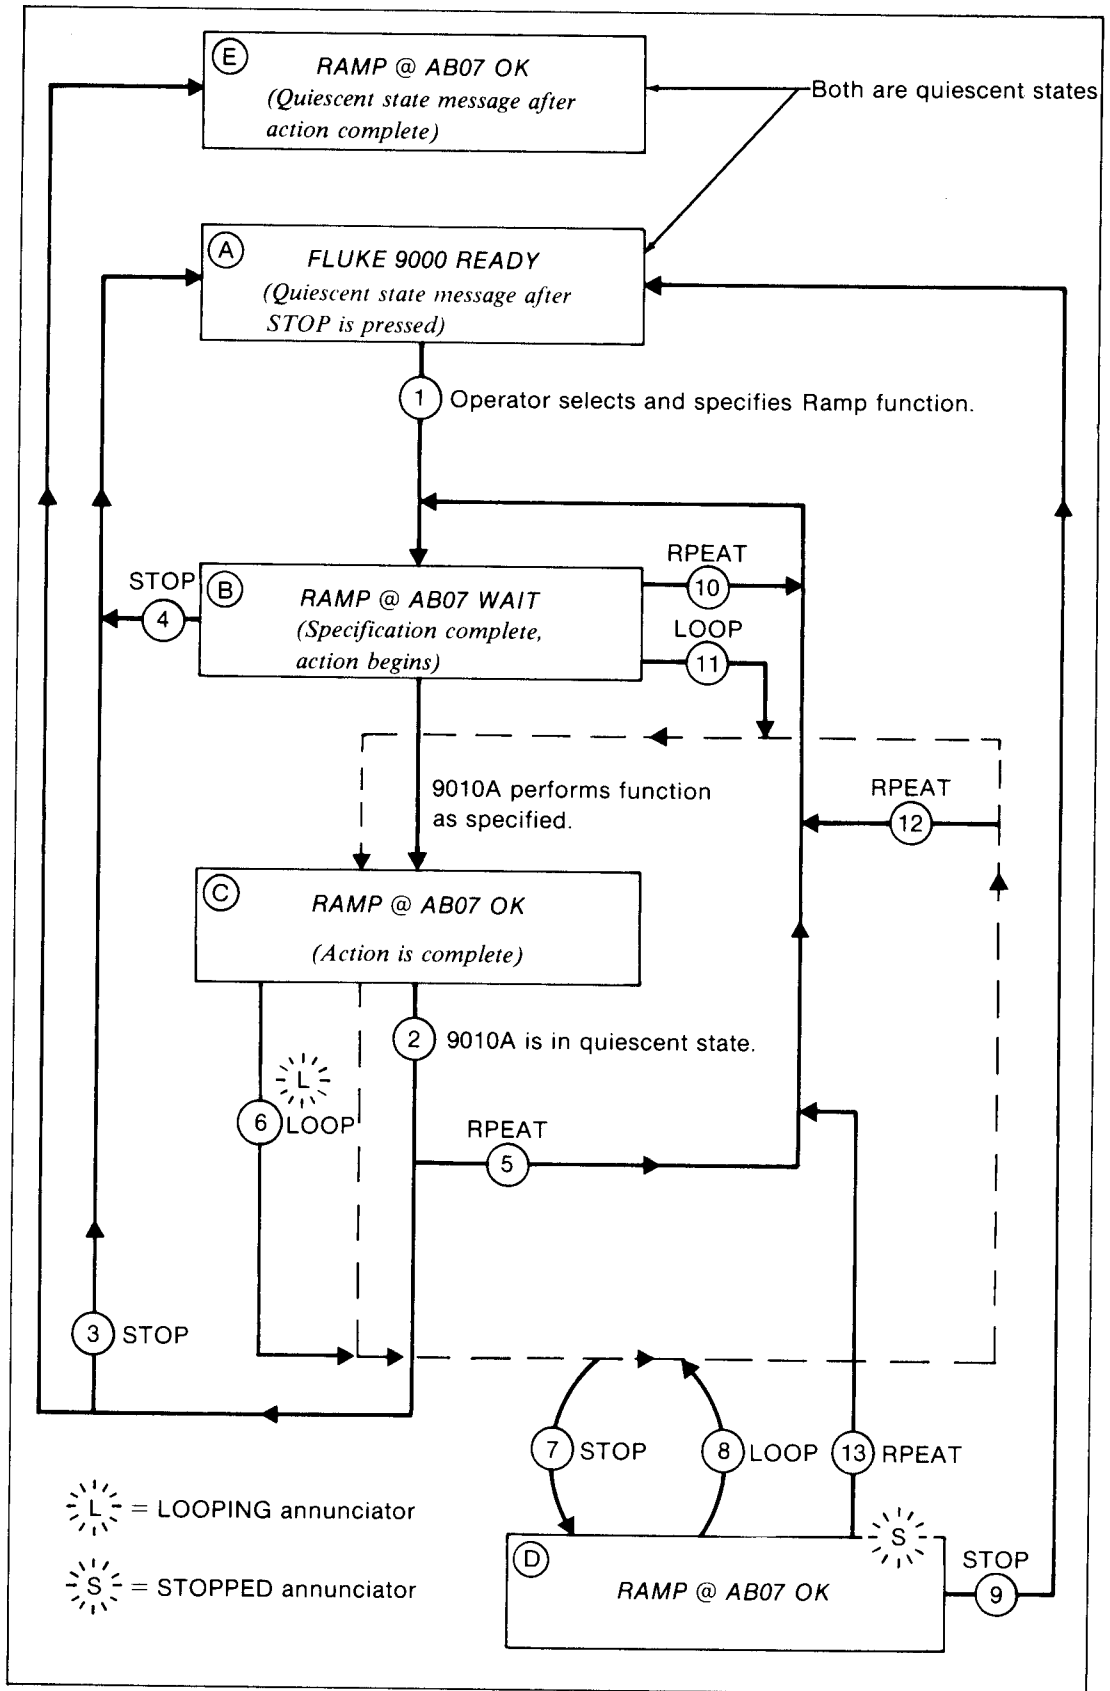 E
RAMP @ AB07 OK
(Quiescent state message after
action complete)
Both are quiescent states
A
FLUKE 9000 READY
(Quiescent state message after
STOP is pressed)
1 Operator selects and specifies Ramp function.
B
RAMP @ AB07 WAIT
(Specification complete,
action begins)
STOP
4
RPEAT
10
LOOP
11
9010A performs function
as specified.
RPEAT
12
C
RAMP @ AB07 OK
(Action is complete)
2 9010A is in quiescent state.
L
6 LOOP
RPEAT
5
3 STOP
7 STOP
8 LOOP
13 RPEAT
L = LOOPING annunciator
S = STOPPED annunciator
D
RAMP @ AB07 OK
S
STOP
9